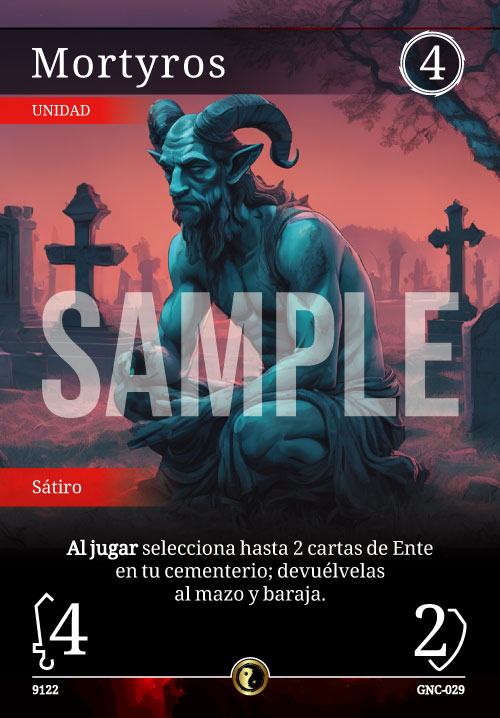 Mortyros
4
UNIDAD
SAMPLE
Sátiro
Al jugar selecciona hasta 2 cartas de Ente
en tu cementerio; devuélvelas
al mazo y baraja.
4
2
9122
GNC-029